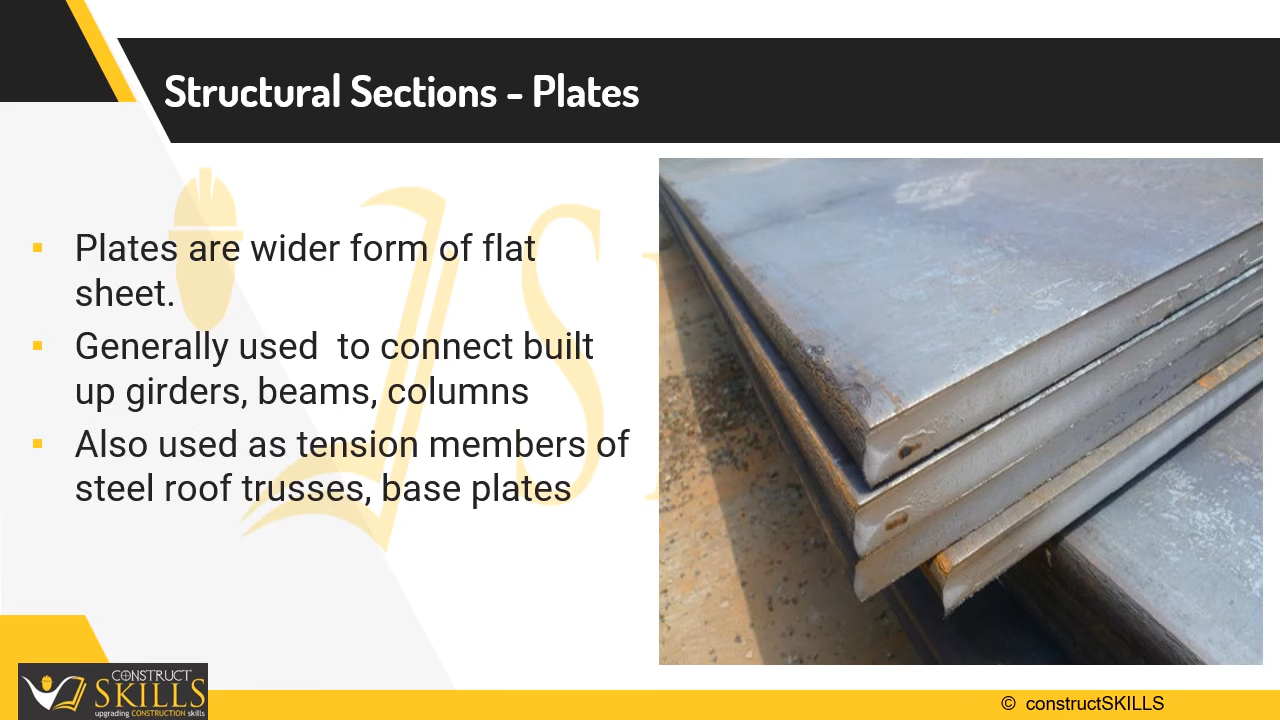 Structural Sections - Plates
▪ Plates are wider form of flat
sheet.
▪ Generally used  to connect built
up girders, beams, columns
▪ Also used as tension members of
steel roof trusses, base plates
CONSTRUCT
SKILLS
upgrading CONSTRUCTION skills
© constructSKILLS